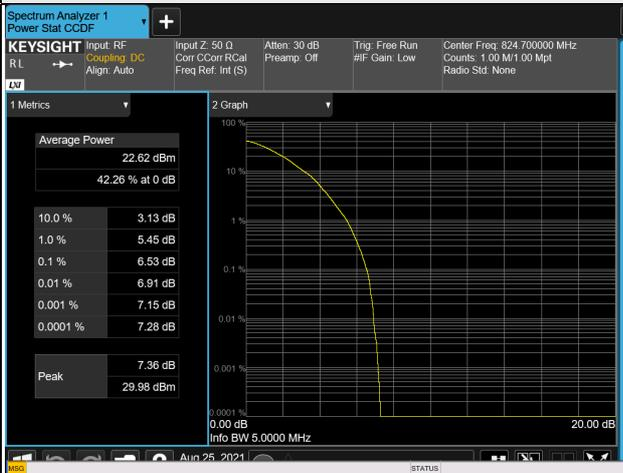 Spectrum Analyzer 1
Power Stat CCDF
KEYSIGHT
RL
LXI
Input: RF
Coupling: DC
Align: Auto
Input Z: 50 Ω
Corr CCorr RCal
Freq Ref: Int (S)
Atten: 30 dB
Preamp: Off
Trig: Free Run
#IF Gain: Low
Center Freq: 824.700000 MHz
Counts: 1.00 M/1.00 Mpt
Radio Std: None
1 Metrics
Average Power
22.62 dBm
42.26 % at 0 dB
10.0 % 3.13 dB
1.0 % 5.45 dB
0.1 % 6.53 dB
0.01 % 6.91 dB
0.001 % 7.15 dB
0.0001 % 7.28 dB
Peak
7.36 dB
29.98 dBm
2 Graph
100 %
10 %
1 %
0.1 %
0.01 %
0.001 %
0.0001 %
0.00 dB
20.00 dB
Info BW 5.0000 MHz
Aug 25, 2021
MSG
STATUS